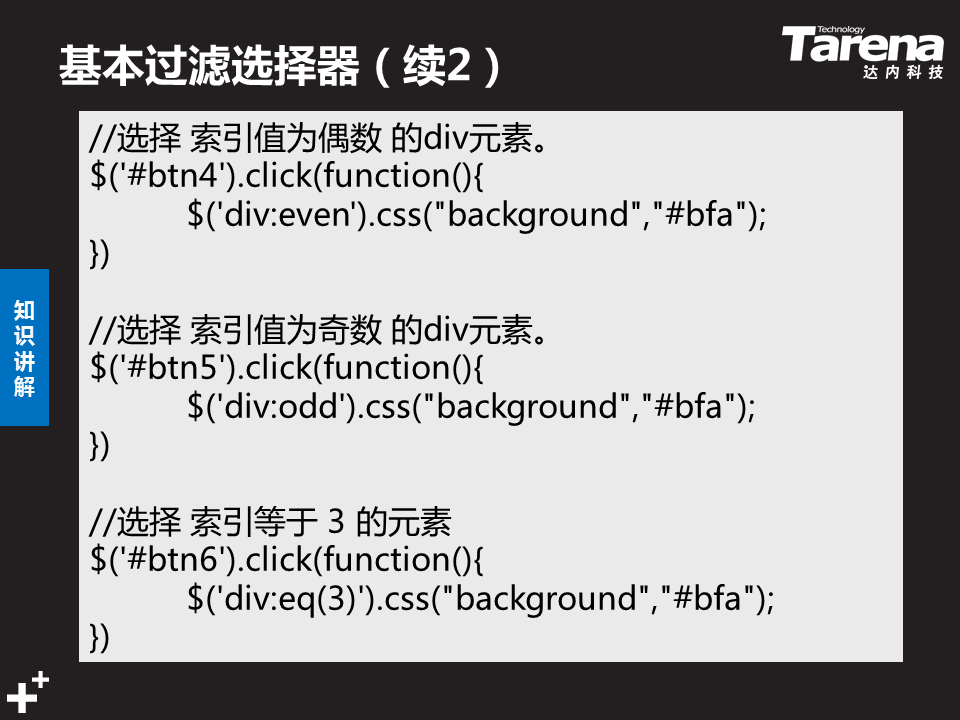 基本过滤选择器（续2）
Technology
Tarena
达内科技
//选择 索引值为偶数 的div元素。
$('#btn4').click(function(){
$('div:even').css("background","#bfa");
})
//选择 索引值为奇数 的div元素。
$('#btn5').click(function(){
$('div:odd').css("background","#bfa");
})
//选择 索引等于 3 的元素
$('#btn6').click(function(){
$('div:eq(3)').css("background","#bfa");
})
知
识
讲
解